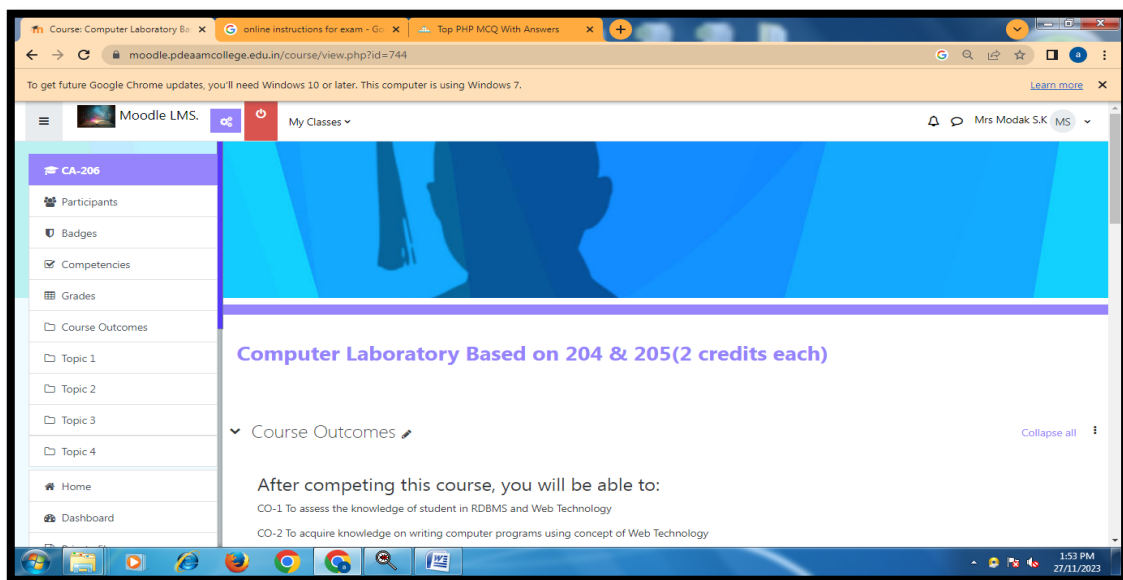 Course: Computer Laboratory Ba
online instructions for exam - Go
Top PHP MCQ With Answers
moodle.pdeaamcollege.edu.in/course/view.php?id=744
a
To get future Google Chrome updates, you'll need Windows 10 or later. This computer is using Windows 7.
Learn more
Moodle LMS.
My Classes
Mrs Modak S.K
MS
CA-206
Participants
Badges
Competencies
Grades
Course Outcomes
Topic 1
Topic 2
Topic 3
Topic 4
Home
Dashboard
Computer Laboratory Based on 204 & 205(2 credits each)
Course Outcomes
Collapse all
After competing this course, you will be able to:
CO-1 To assess the knowledge of student in RDBMS and Web Technology
CO-2 To acquire knowledge on writing computer programs using concept of Web Technology
1:53 PM
27/11/2023